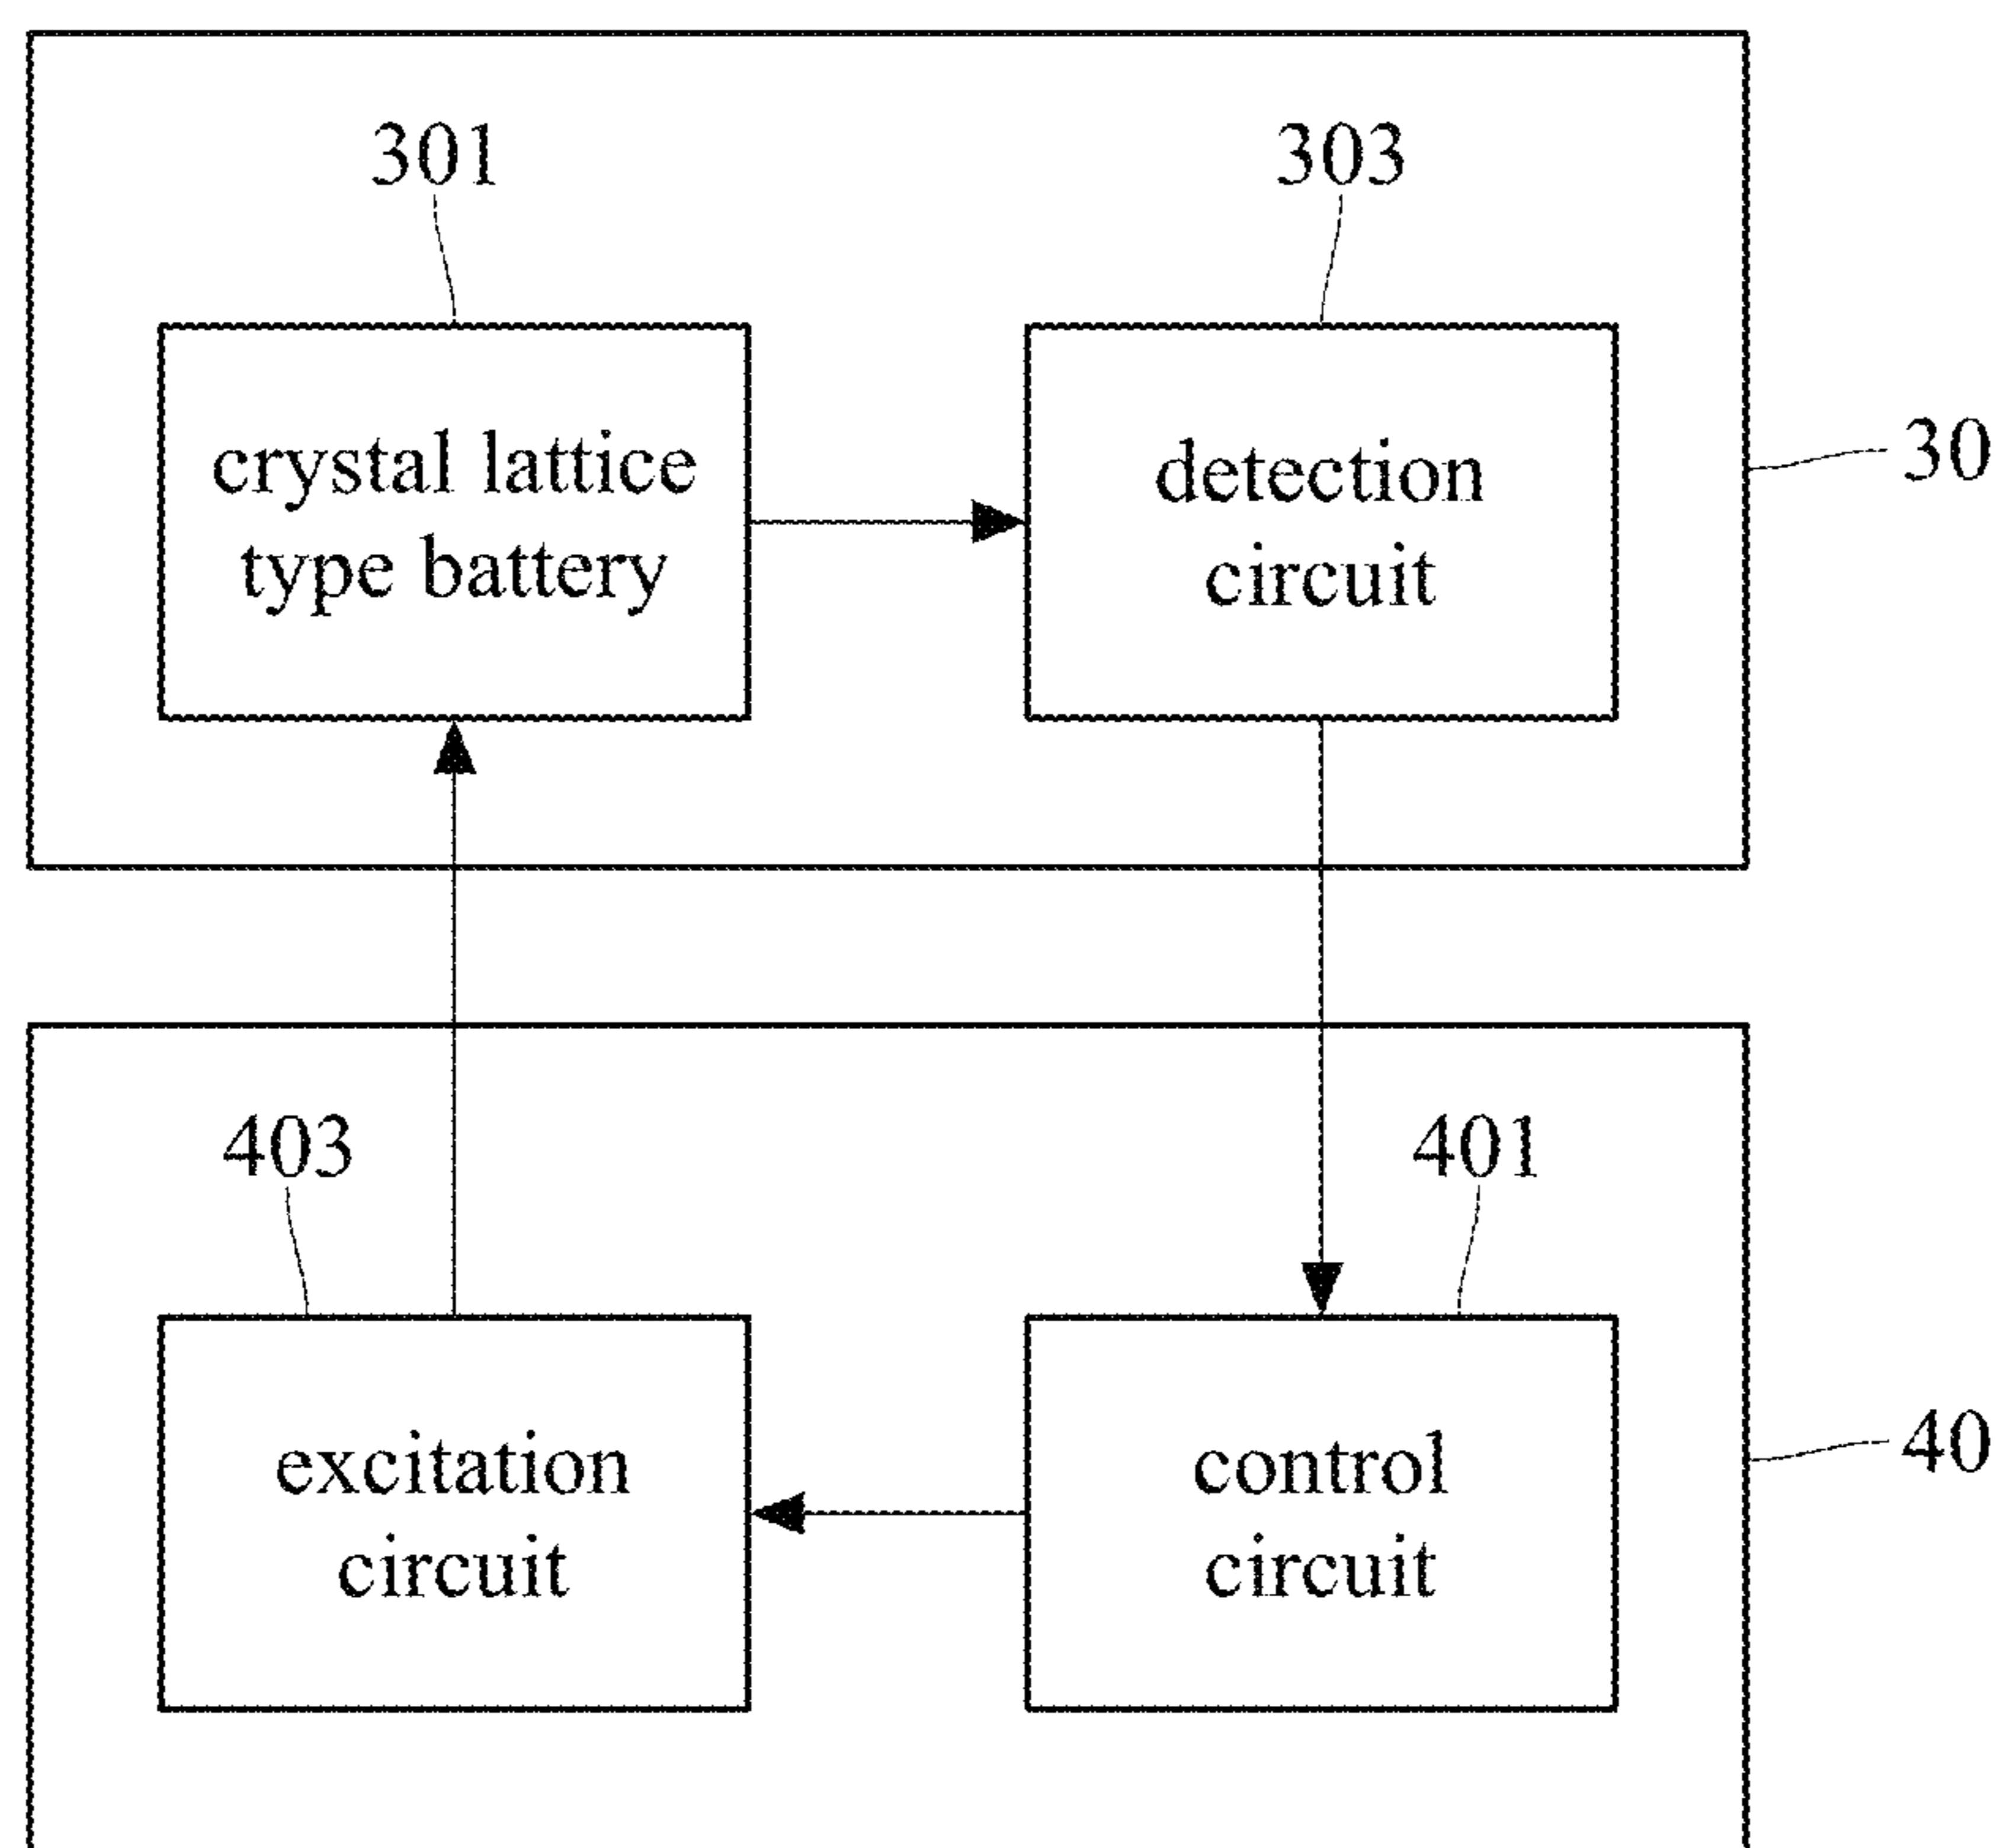 301
303
crystal lattice
type battery
detection
circuit
30
403
401
excitation
circuit
control
circuit
40